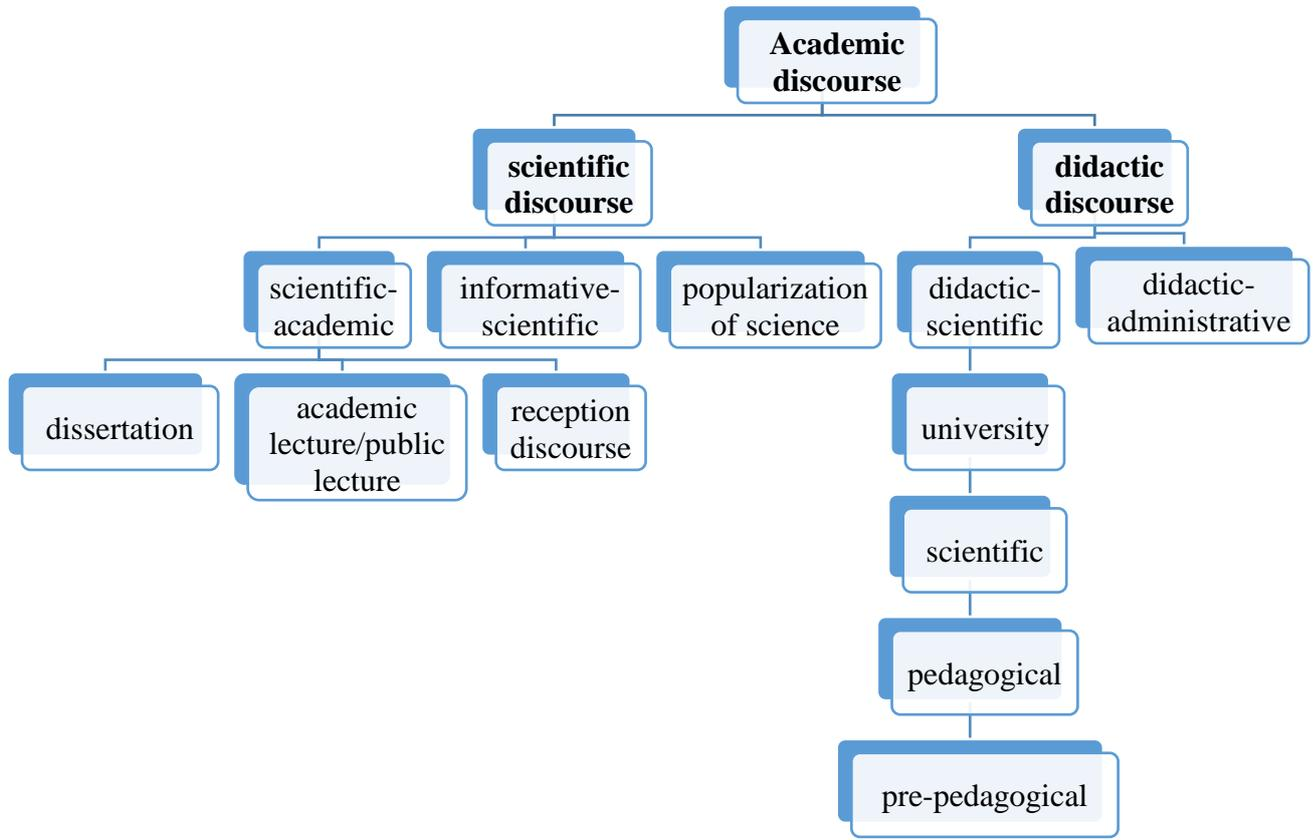 Academic
discourse
scientific
discourse
didactic
discourse
scientific-
academic
informative-
scientific
popularization
of science
didactic-
scientific
didactic-
administrative
dissertation
academic
lecture/public
lecture
reception
discourse
university
scientific
pedagogical
pre-pedagogical